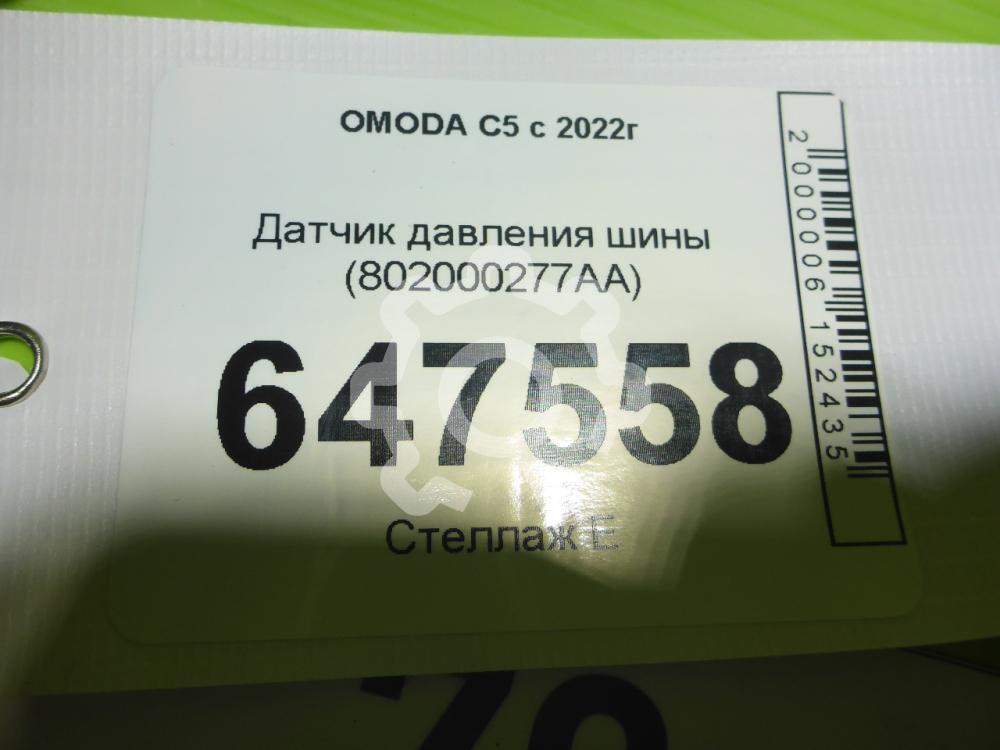 OMODA C5 с 2022г
Датчик давления шины
(802000277AA)
647558
Стеллаж Е
2000006152435